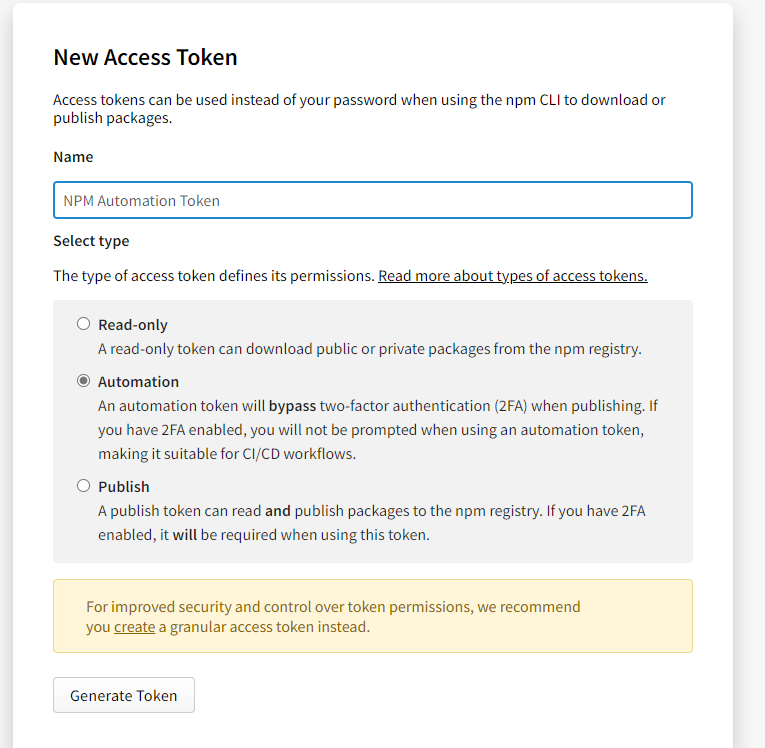 New Access Token
Access tokens can be used instead of your password when using the npm CLI to download or
publish packages.
Name
NPM Automation Token
Select type
The type of access token defines its permissions. Read more about types of access tokens.
Read-only
A read-only token can download public or private packages from the npm registry.
Automation
An automation token will bypass two-factor authentication (2FA) when publishing. If
you have 2FA enabled, you will not be prompted when using an automation token,
making it suitable for CI/CD workflows.
Publish
A publish token can read and publish packages to the npm registry. If you have 2FA
enabled, it will be required when using this token.
For improved security and control over token permissions, we recommend
you create a granular access token instead.
Generate Token